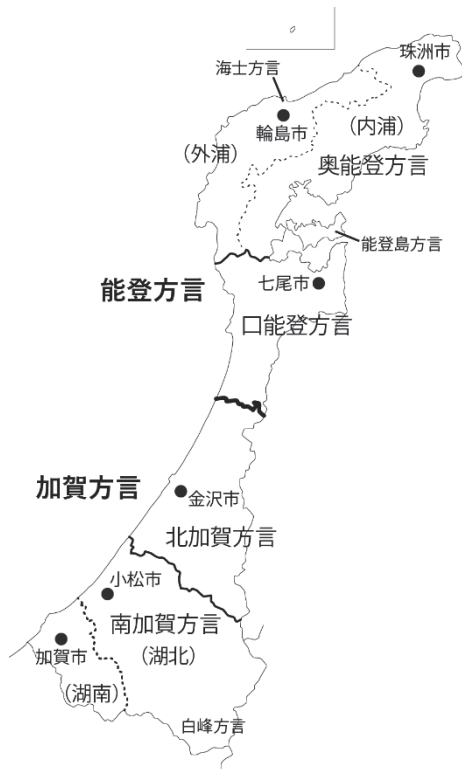 珠洲市
海士方言
輪島市
（内浦）
（外浦）
奥能登方言
能登島方言
七尾市
能登方言
口能登方言
加賀方言
金沢市
北加賀方言
小松市
南加賀方言
（湖北）
加賀市
（湖南）
白峰方言